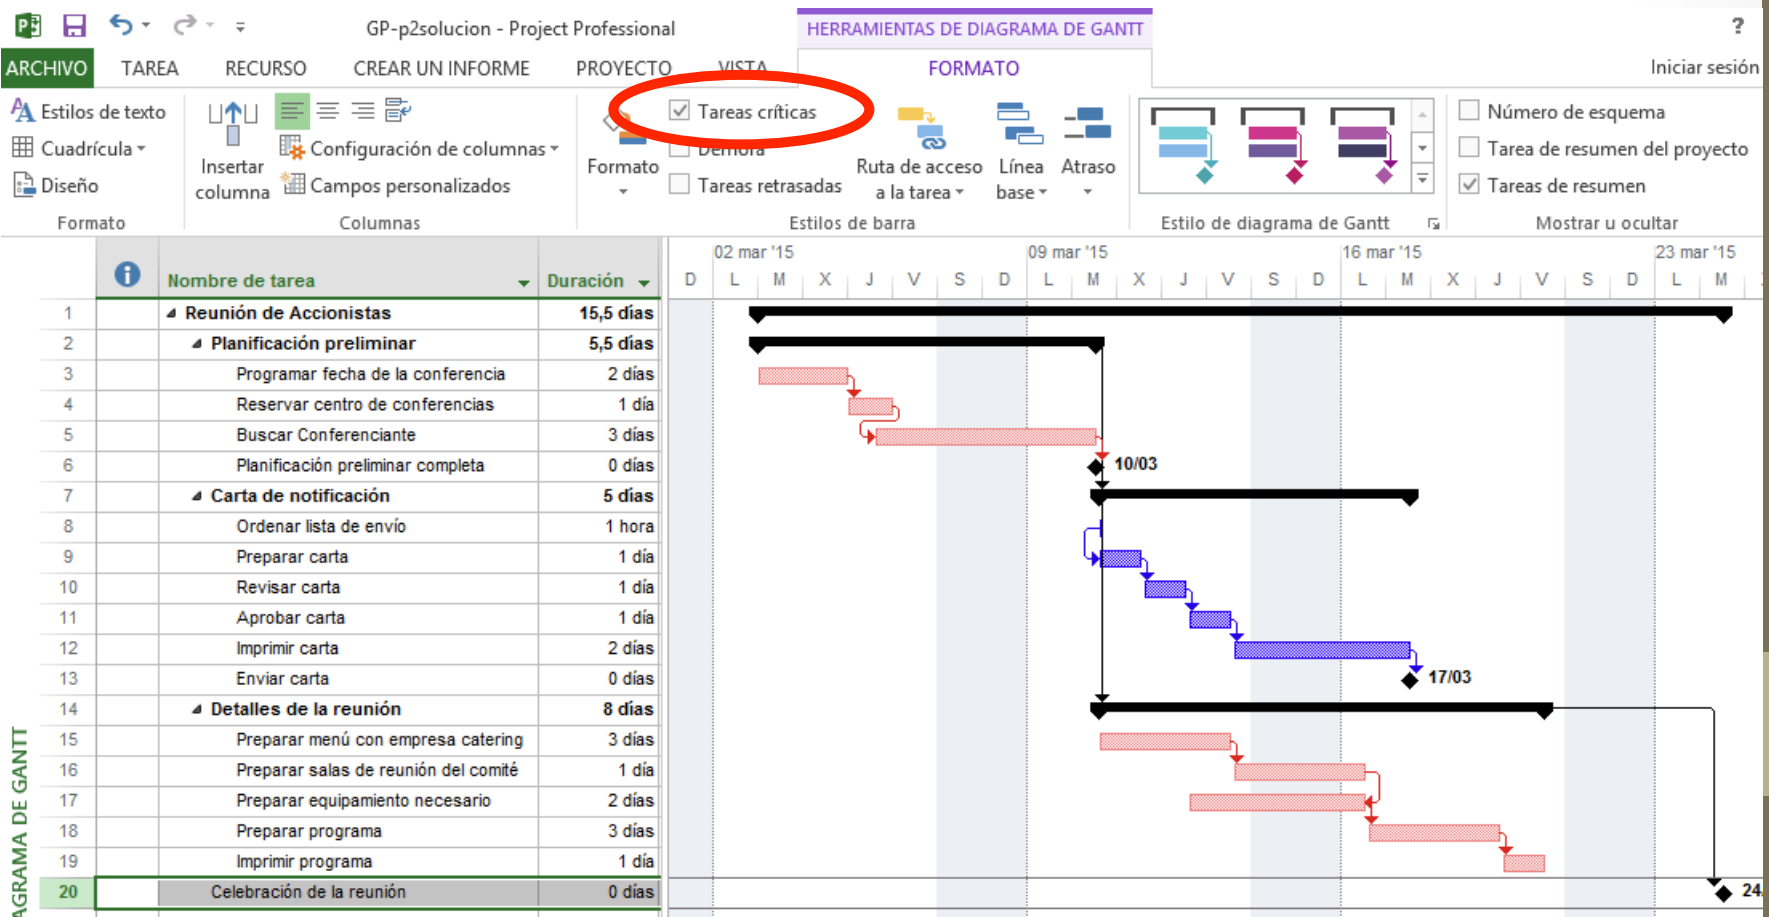 GP-p2solucion - Project Professional
HERRAMIENTAS DE DIAGRAMA DE GANTT
?
ARCHIVO TAREA RECURSO CREAR UN INFORME PROYECTO VISTA FORMATO Iniciar sesión
Estilos de texto
Cuadrícula
Diseño
Formato
Insertar columna
Configuración de columnas
Campos personalizados
Columnas
Formato
Tareas críticas
Demora
Tareas retrasadas
Ruta de acceso a la tarea
Línea base
Atraso
Estilos de barra
Estilo de diagrama de Gantt
Número de esquema
Tarea de resumen del proyecto
Tareas de resumen
Mostrar u ocultar
02 mar '15 09 mar '15 16 mar '15 23 mar '15
Nombre de tarea Duración D L M X J V S D L M X J V S D L M X J V S D L M
1 Reunión de Accionistas 15,5 días
2 Planificación preliminar 5,5 días
3 Programar fecha de la conferencia 2 días
4 Reservar centro de conferencias 1 día
5 Buscar Conferenciante 3 días
6 Planificación preliminar completa 0 días 10/03
7 Carta de notificación 5 días
8 Ordenar lista de envío 1 hora
9 Preparar carta 1 día
10 Revisar carta 1 día
11 Aprobar carta 1 día
12 Imprimir carta 2 días
13 Enviar carta 0 días 17/03
14 Detalles de la reunión 8 días
15 Preparar menú con empresa catering 3 días
16 Preparar salas de reunión del comité 1 día
17 Preparar equipamiento necesario 2 días
18 Preparar programa 3 días
19 Imprimir programa 1 día
20 Celebración de la reunión 0 días 24
AGRAMA DE GANTT